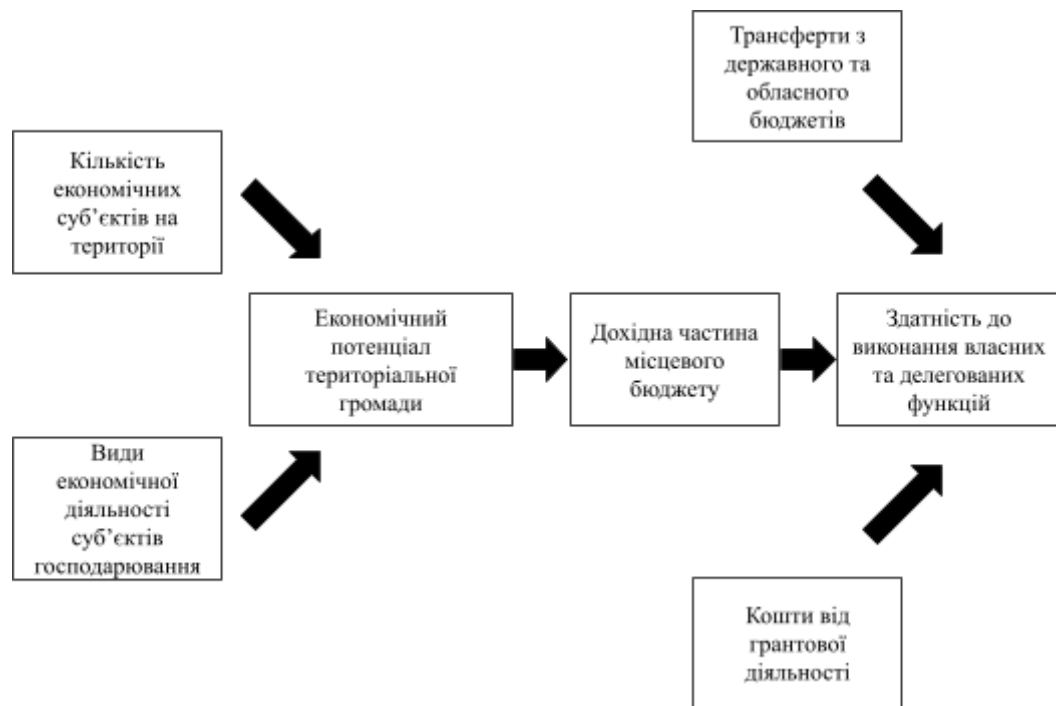 Трансферти з
державного та
обласного
бюджетів
Кількість
економічних
суб’єктів на
території
Економічний
потенціал
територіальної
громади
Дохідна частина
місцевого
бюджету
Здатність до
виконання власних
та делегованих
функцій
Види
економічної
діяльності
суб’єктів
господарювання
Кошти від
грантової
діяльності